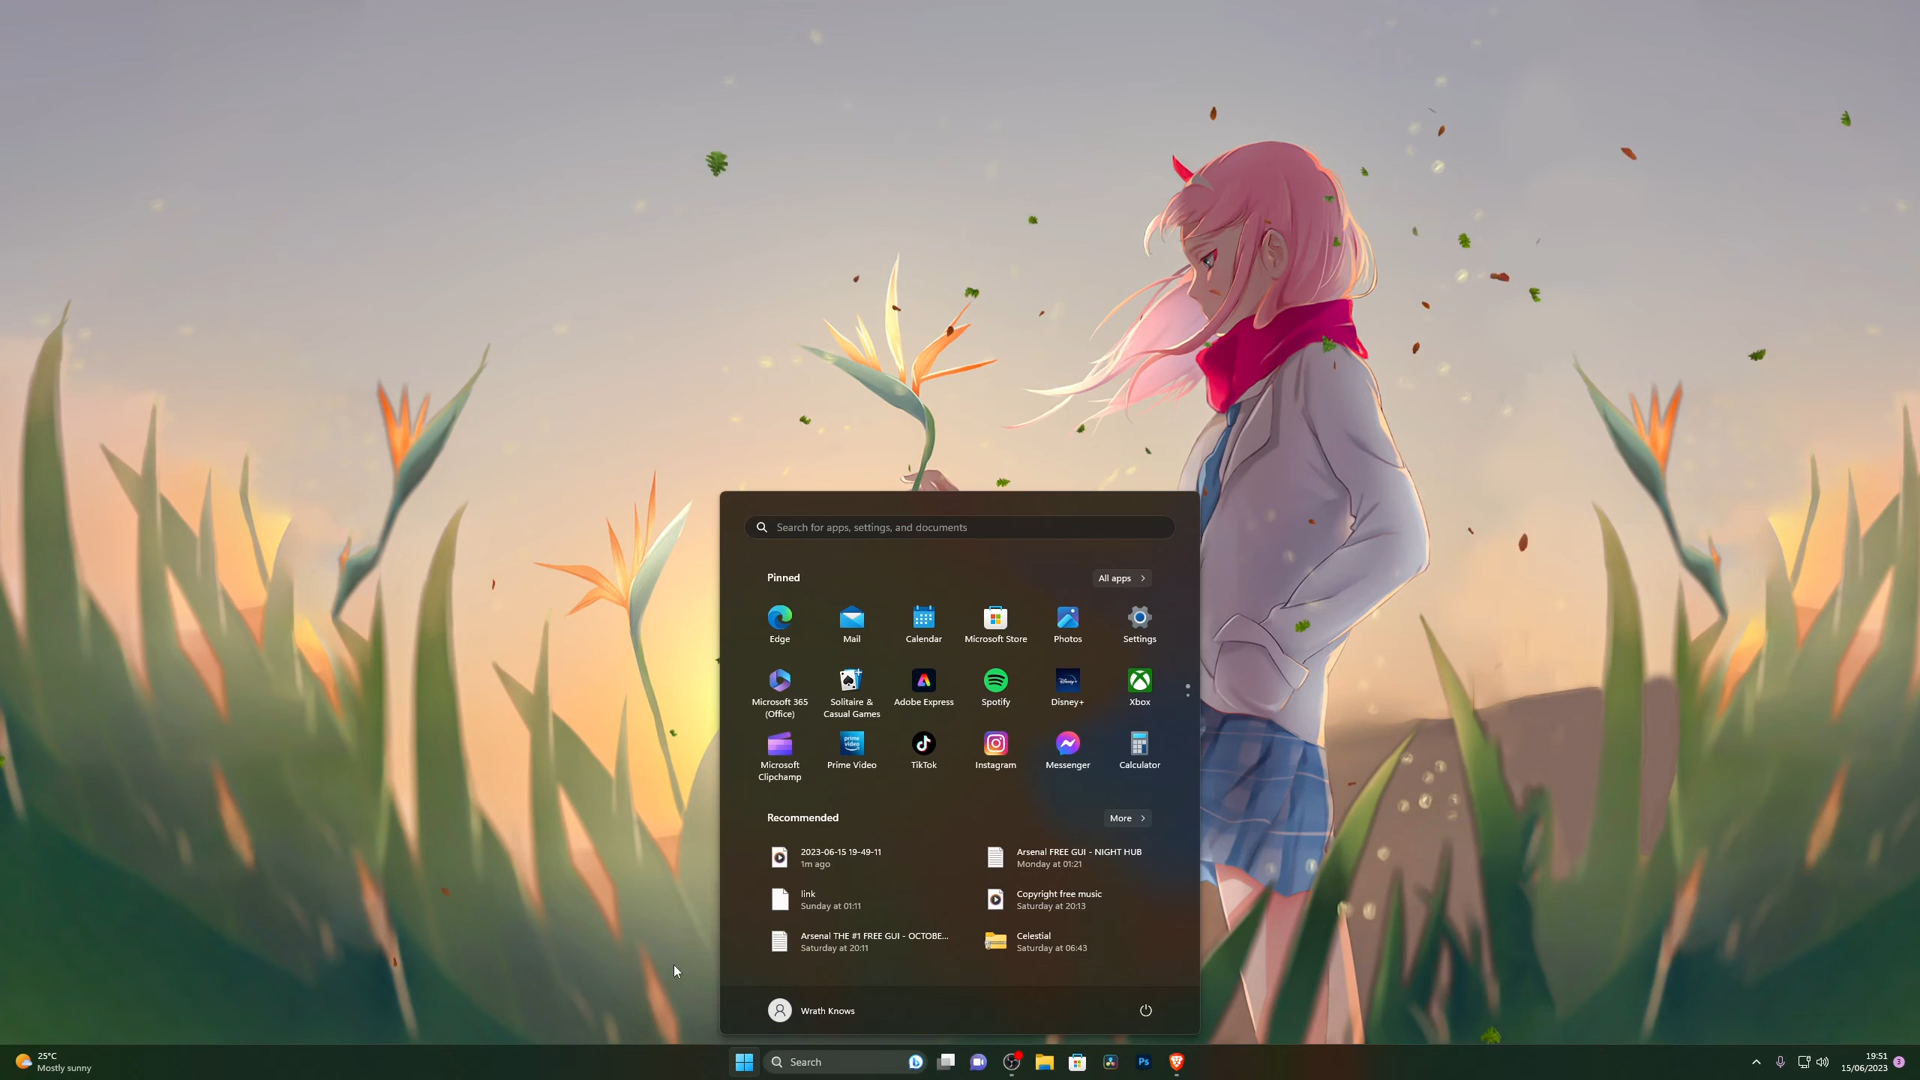 Search for apps, settings, and documents
Pinned
All apps
Edge
Mail
Calendar
Microsoft Store
Photos
Settings
Microsoft 365
(Office)
Solitaire &
Casual Games
Adobe Express
Spotify
Disney+
Xbox
Microsoft
Clipchamp
prime
video
Prime Video
TikTok
Instagram
Messenger
Calculator
Recommended
More
2023-06-15 19-49-11
1m ago
Arsenal FREE GUI - NIGHT HUB
Monday at 01:21
link
Sunday at 01:11
Copyright free music
Saturday at 20:13
Arsenal THE #1 FREE GUI - OCTOBE...
Saturday at 20:11
Celestial
Saturday at 06:43
Wrath Knows
25°C
Mostly sunny
Search
Ps
19:51
15/06/2023
3